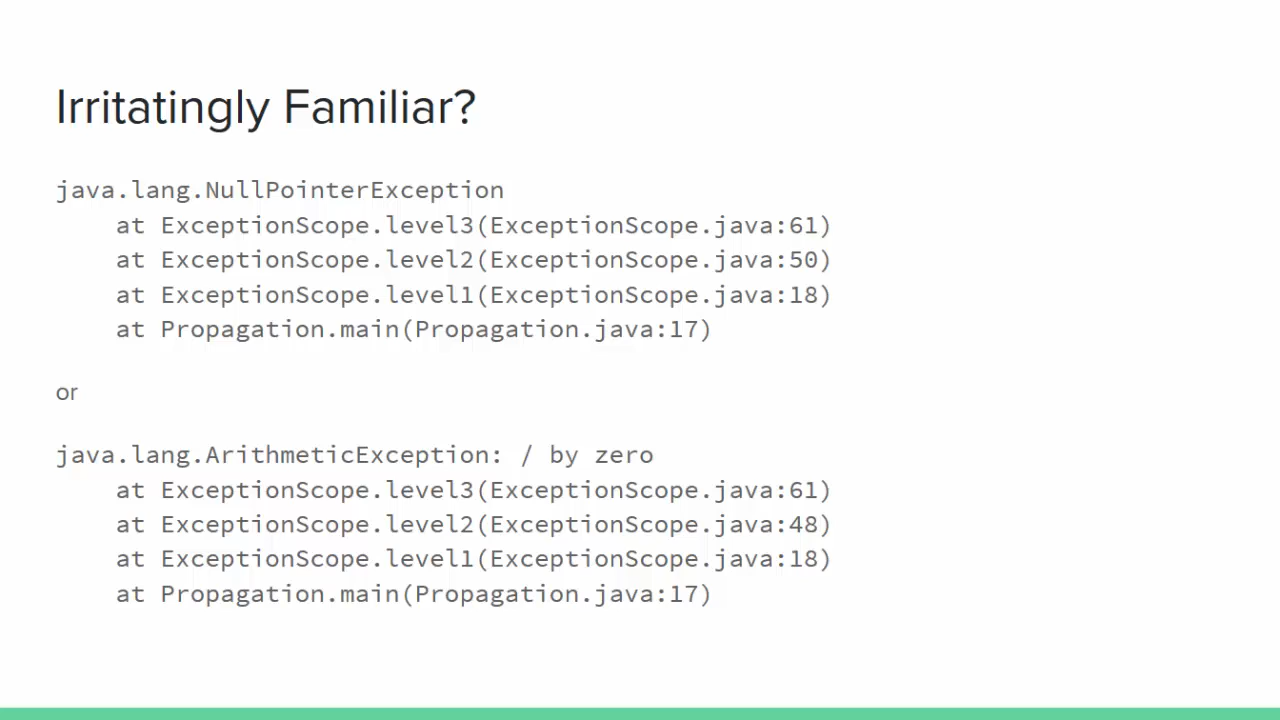 Irritatingly Familiar?
java.lang.NullPointerException
at ExceptionScope.level3(ExceptionScope.java:61)
at ExceptionScope.level2(ExceptionScope.java:50)
at ExceptionScope.level1(ExceptionScope.java:18)
at Propagation.main(Propagation.java:17)
or
java.lang.ArithmeticException: / by zero
at ExceptionScope.level3(ExceptionScope.java:61)
at ExceptionScope.level2(ExceptionScope.java:48)
at ExceptionScope.level1(ExceptionScope.java:18)
at Propagation.main(Propagation.java:17)